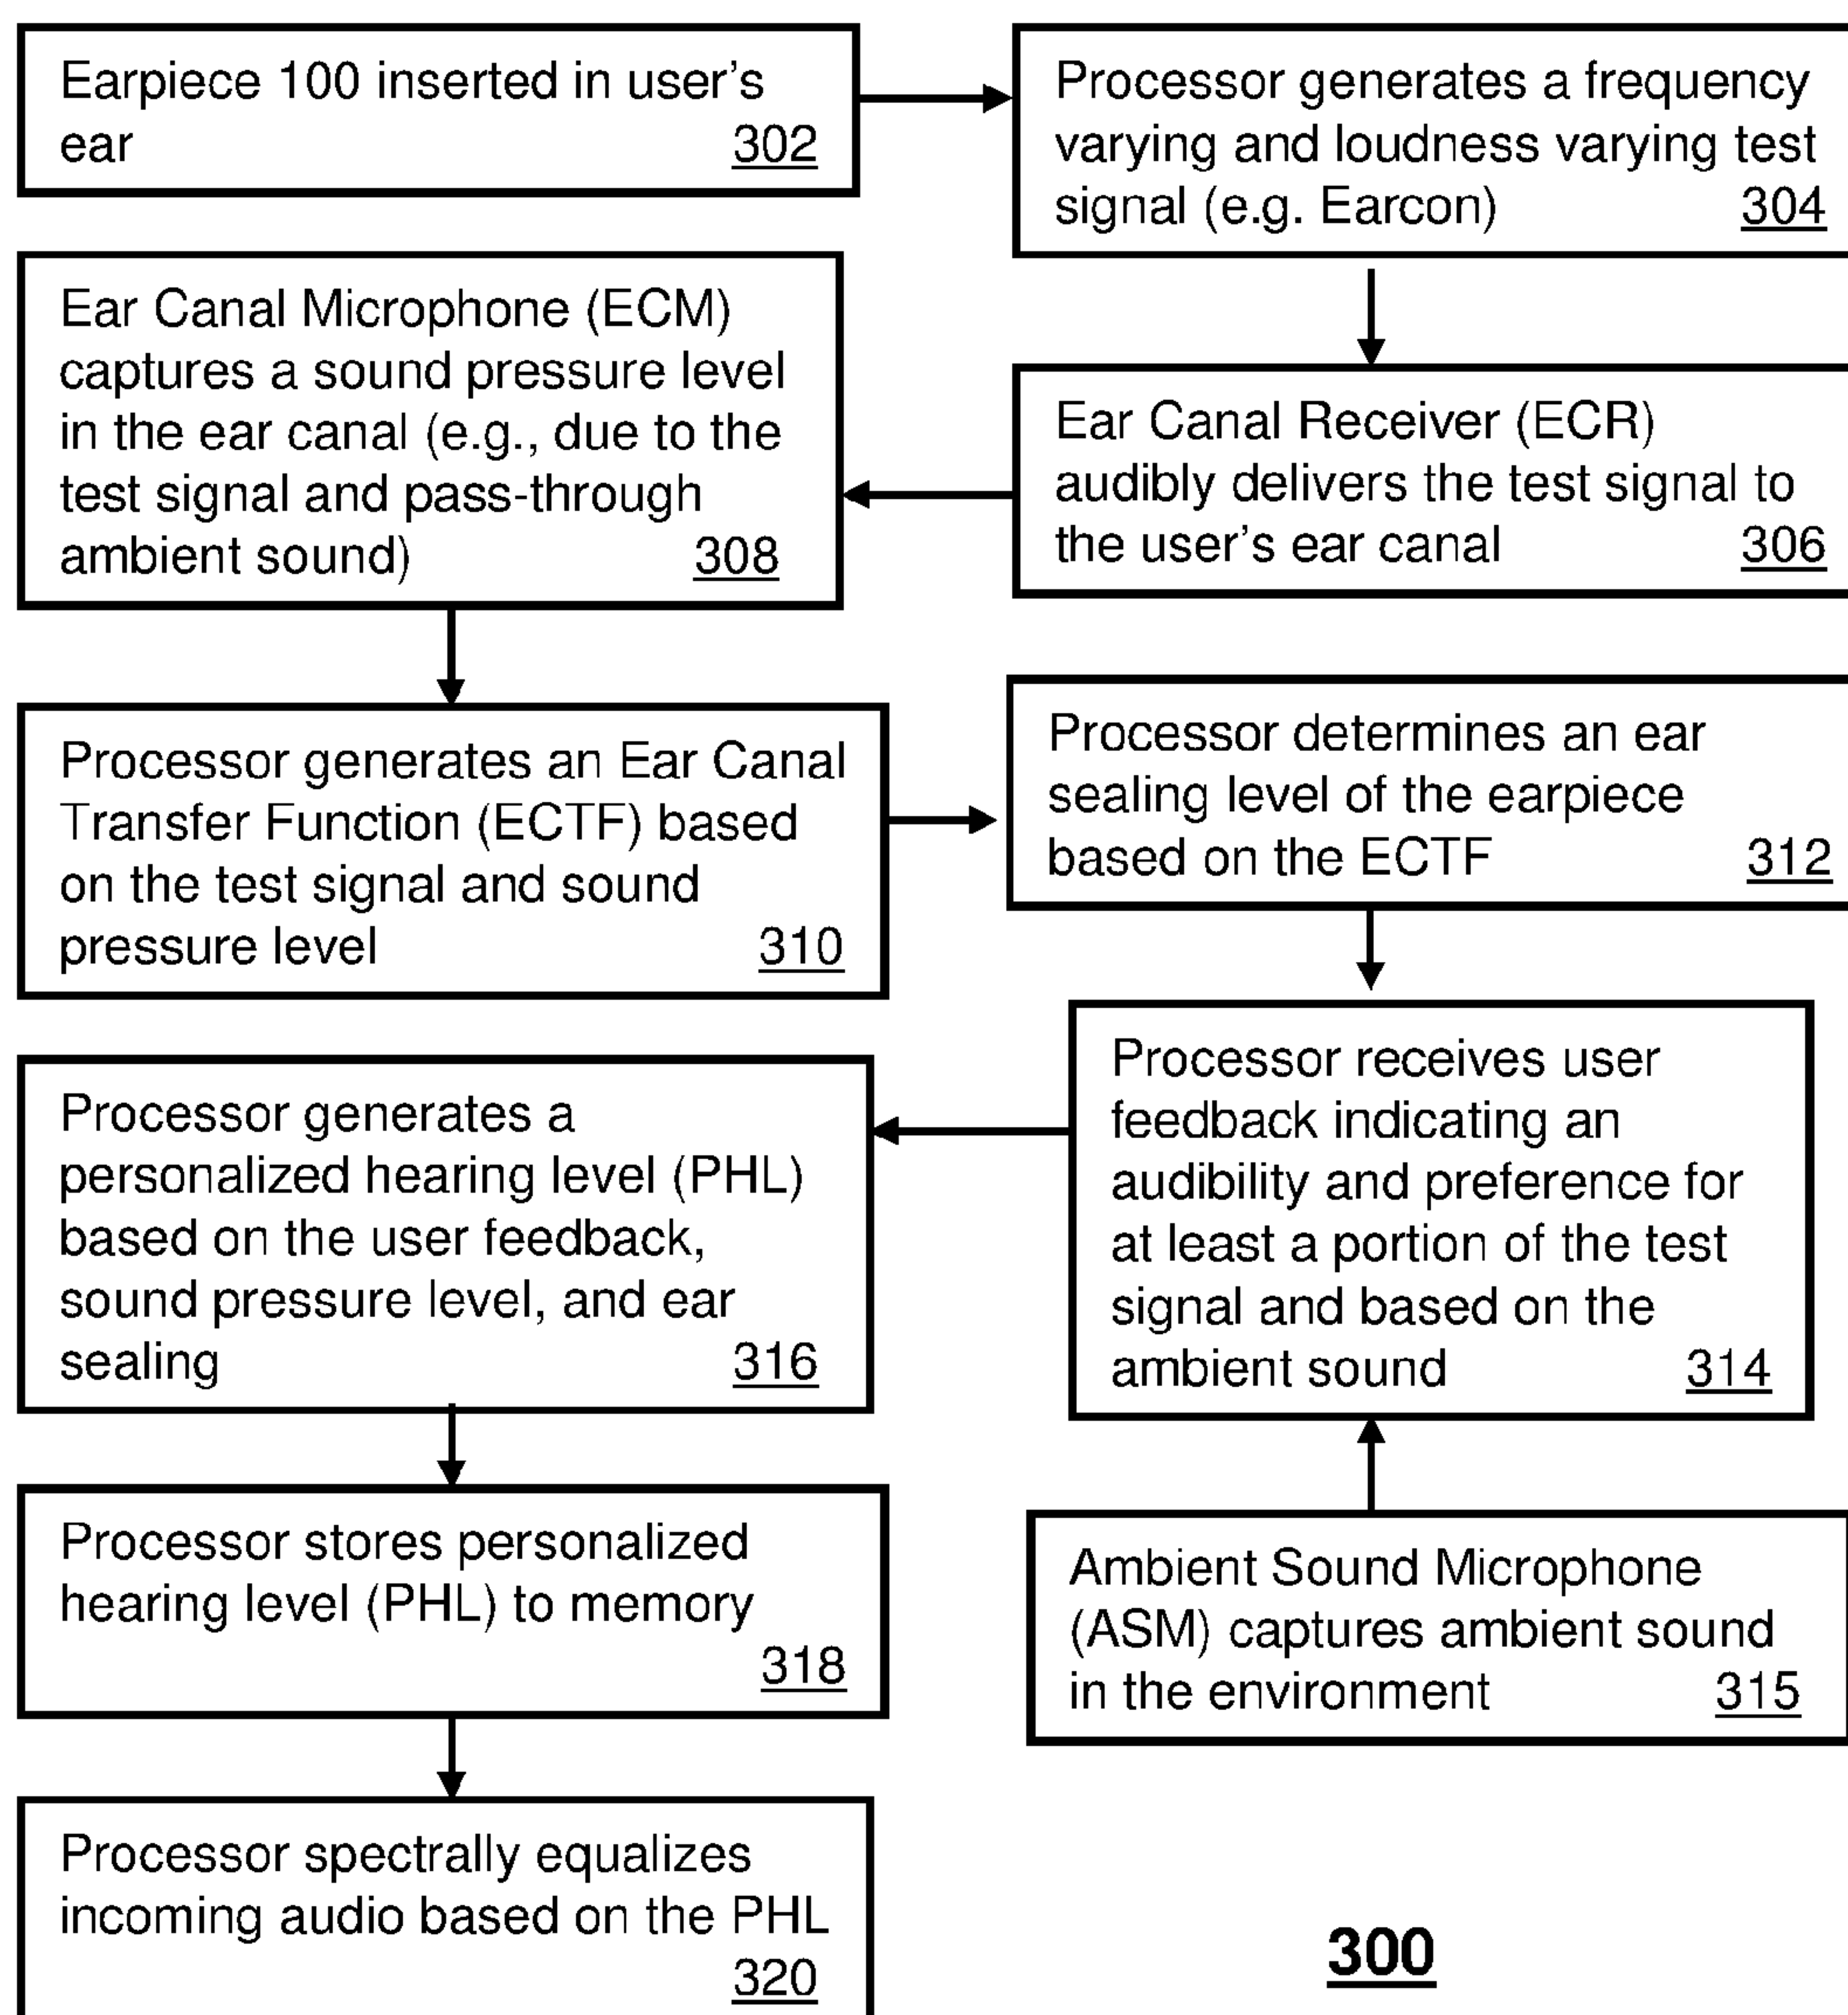 Earpiece 100 inserted in user's
ear 302
Processor generates a frequency
varying and loudness varying test
signal (e.g. Earcon) 304
Ear Canal Receiver (ECR)
audibly delivers the test signal to
the user's ear canal 306
Ear Canal Microphone (ECM)
captures a sound pressure level
in the ear canal (e.g., due to the
test signal and pass-through
ambient sound) 308
Processor generates an Ear Canal
Transfer Function (ECTF) based
on the test signal and sound
pressure level 310
Processor determines an ear
sealing level of the earpiece
based on the ECTF 312
Processor receives user
feedback indicating an
audibility and preference for
at least a portion of the test
signal and based on the
ambient sound 314
Ambient Sound Microphone
(ASM) captures ambient sound
in the environment 315
Processor generates a
personalized hearing level (PHL)
based on the user feedback,
sound pressure level, and ear
sealing 316
Processor stores personalized
hearing level (PHL) to memory
318
Processor spectrally equalizes
incoming audio based on the PHL
320
300